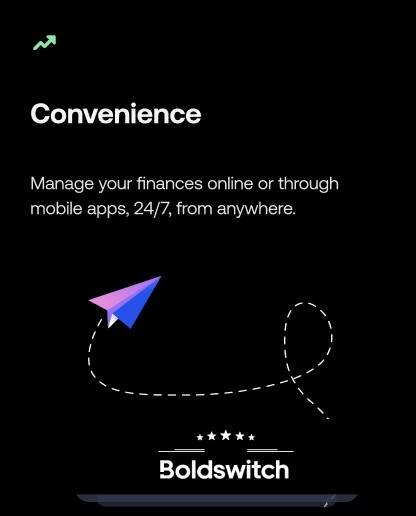 Convenience
Manage your finances online or through
mobile apps, 24/7, from anywhere.
Boldswitch